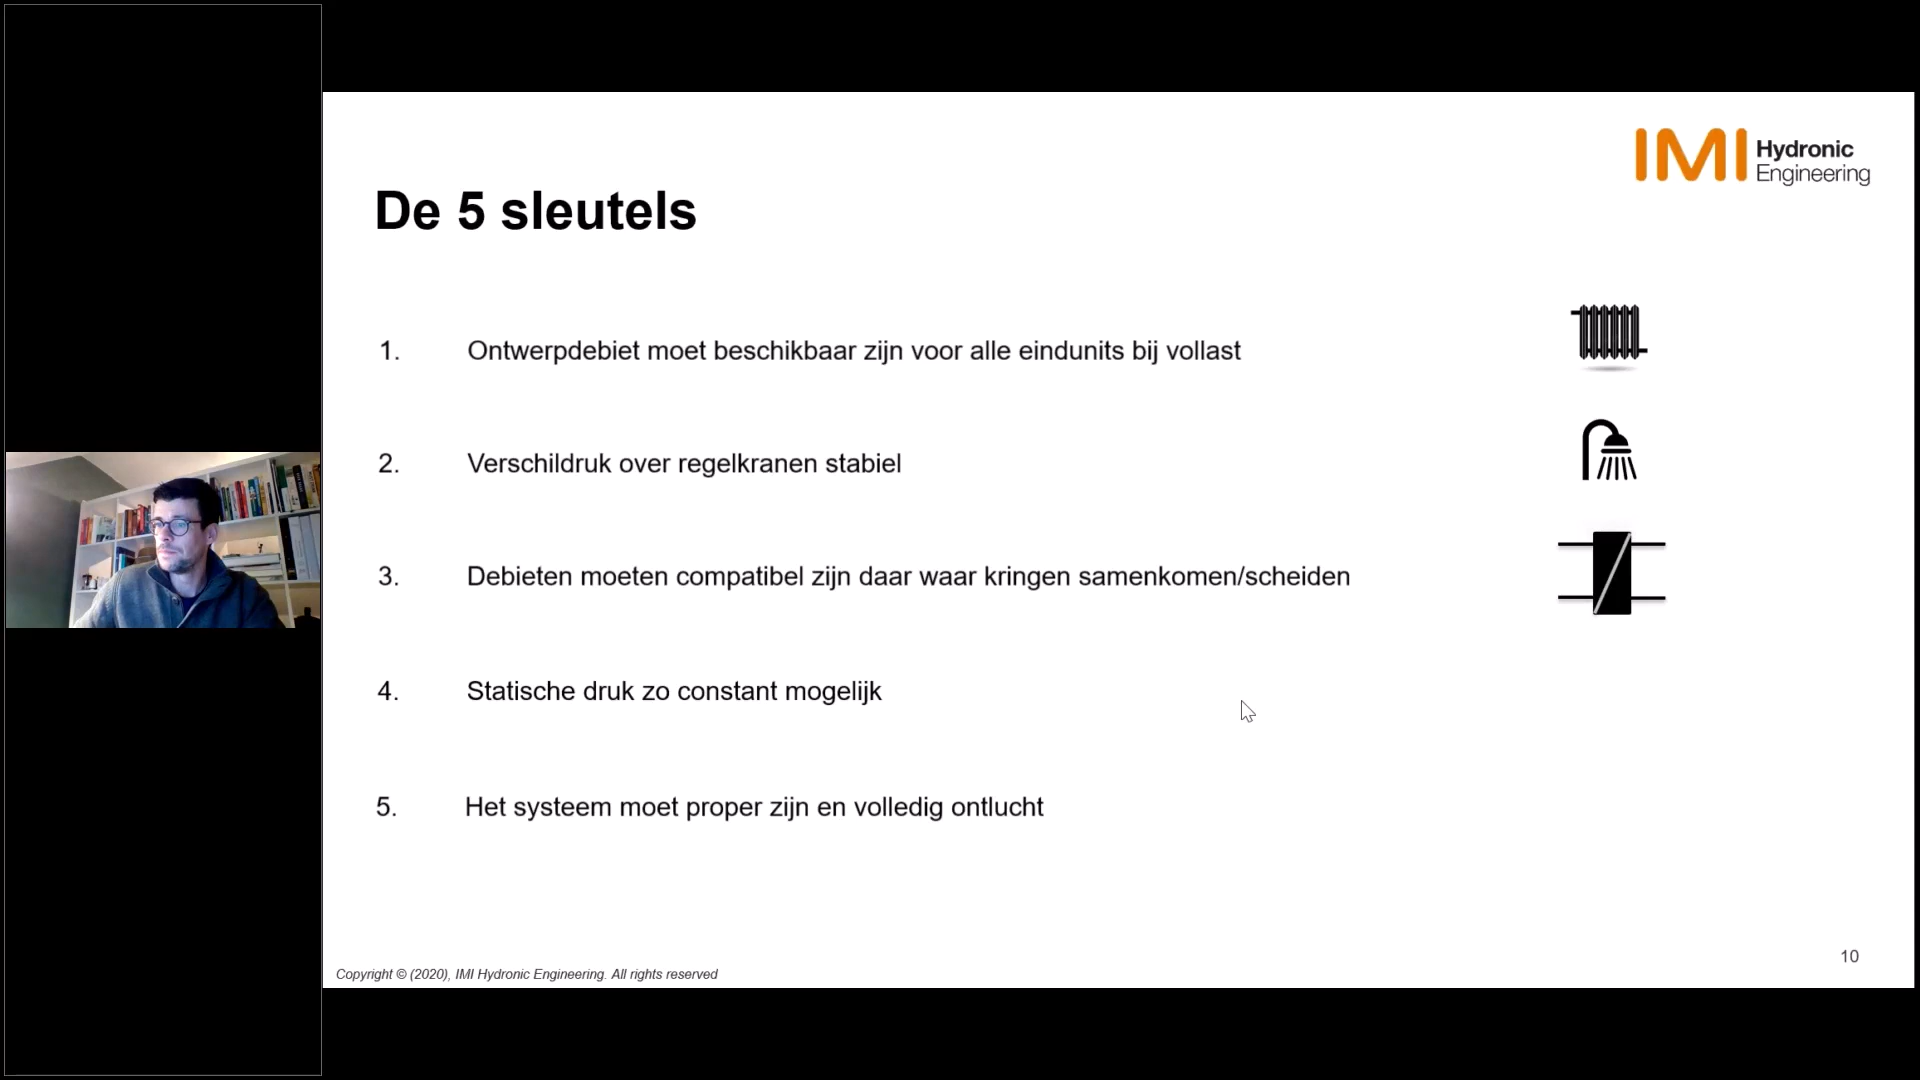 IMI Hydronic
Engineering
De 5 sleutels
1. Ontwerpdebiet moet beschikbaar zijn voor alle eindunits bij vollast
2. Verschildruk over regelkranen stabiel
3. Debieten moeten compatibel zijn daar waar kringen samenkomen/scheiden
4. Statische druk zo constant mogelijk
5. Het systeem moet proper zijn en volledig ontlucht
10
Copyright © (2020), IMI Hydronic Engineering. All rights reserved